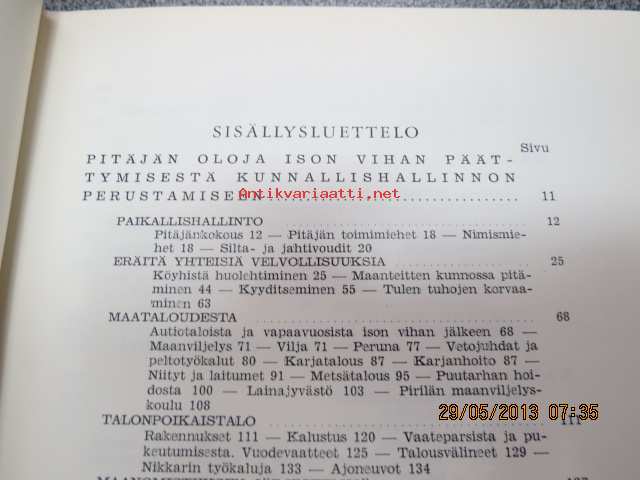 SISÄLLYSLUETTELO
Sivu
PITÄJÄN OLOJA ISON VIHAN PÄÄT-
TYMISESTÄ KUNNALLISHALLINNON
PERUSTAMISEEN 11
Antikvariaatti.net
PAIKALLISHALLINTO 12
Pitäjänkokous 12 — Pitäjän toimimiehet 18 — Nimismie-
het 18 — Silta- ja jahtivoudit 20
ERÄITÄ YHTEISIÄ VELVOLLISUUKSIA 25
Köyhistä huolehtiminen 25 — Maanteitten kunnossa pitä-
minen 44 — Kyyditseminen 55 — Tulen tuhojen korvaa-
minen 63
MAATALOUDESTA 68
Autiotaloista ja vapaavuosista ison vihan jälkeen 68 —
Maanviljelys 71 — Vilja 71 — Peruna 77 — Vetojuhdat ja
peltotyökalut 80 — Karjatalous 87 — Karjanhoito 87 —
Niityt ja laitumet 91 — Metsätalous 95 — Puutarhan hoi-
dosta 100 — Lainajyvästö 103 — Pirilän maanviljelys-
koulu 108
29/05/2013 07:35
TALONPOIKAISTALO 111
Rakennukset 111 — Kalustus 120 — Vaateparsista ja pu-
keutumisesta. Vuodevaatteet 125 — Talousvälineet 129 —
Nikkarin työkaluja 133 — Ajoneuvot 134